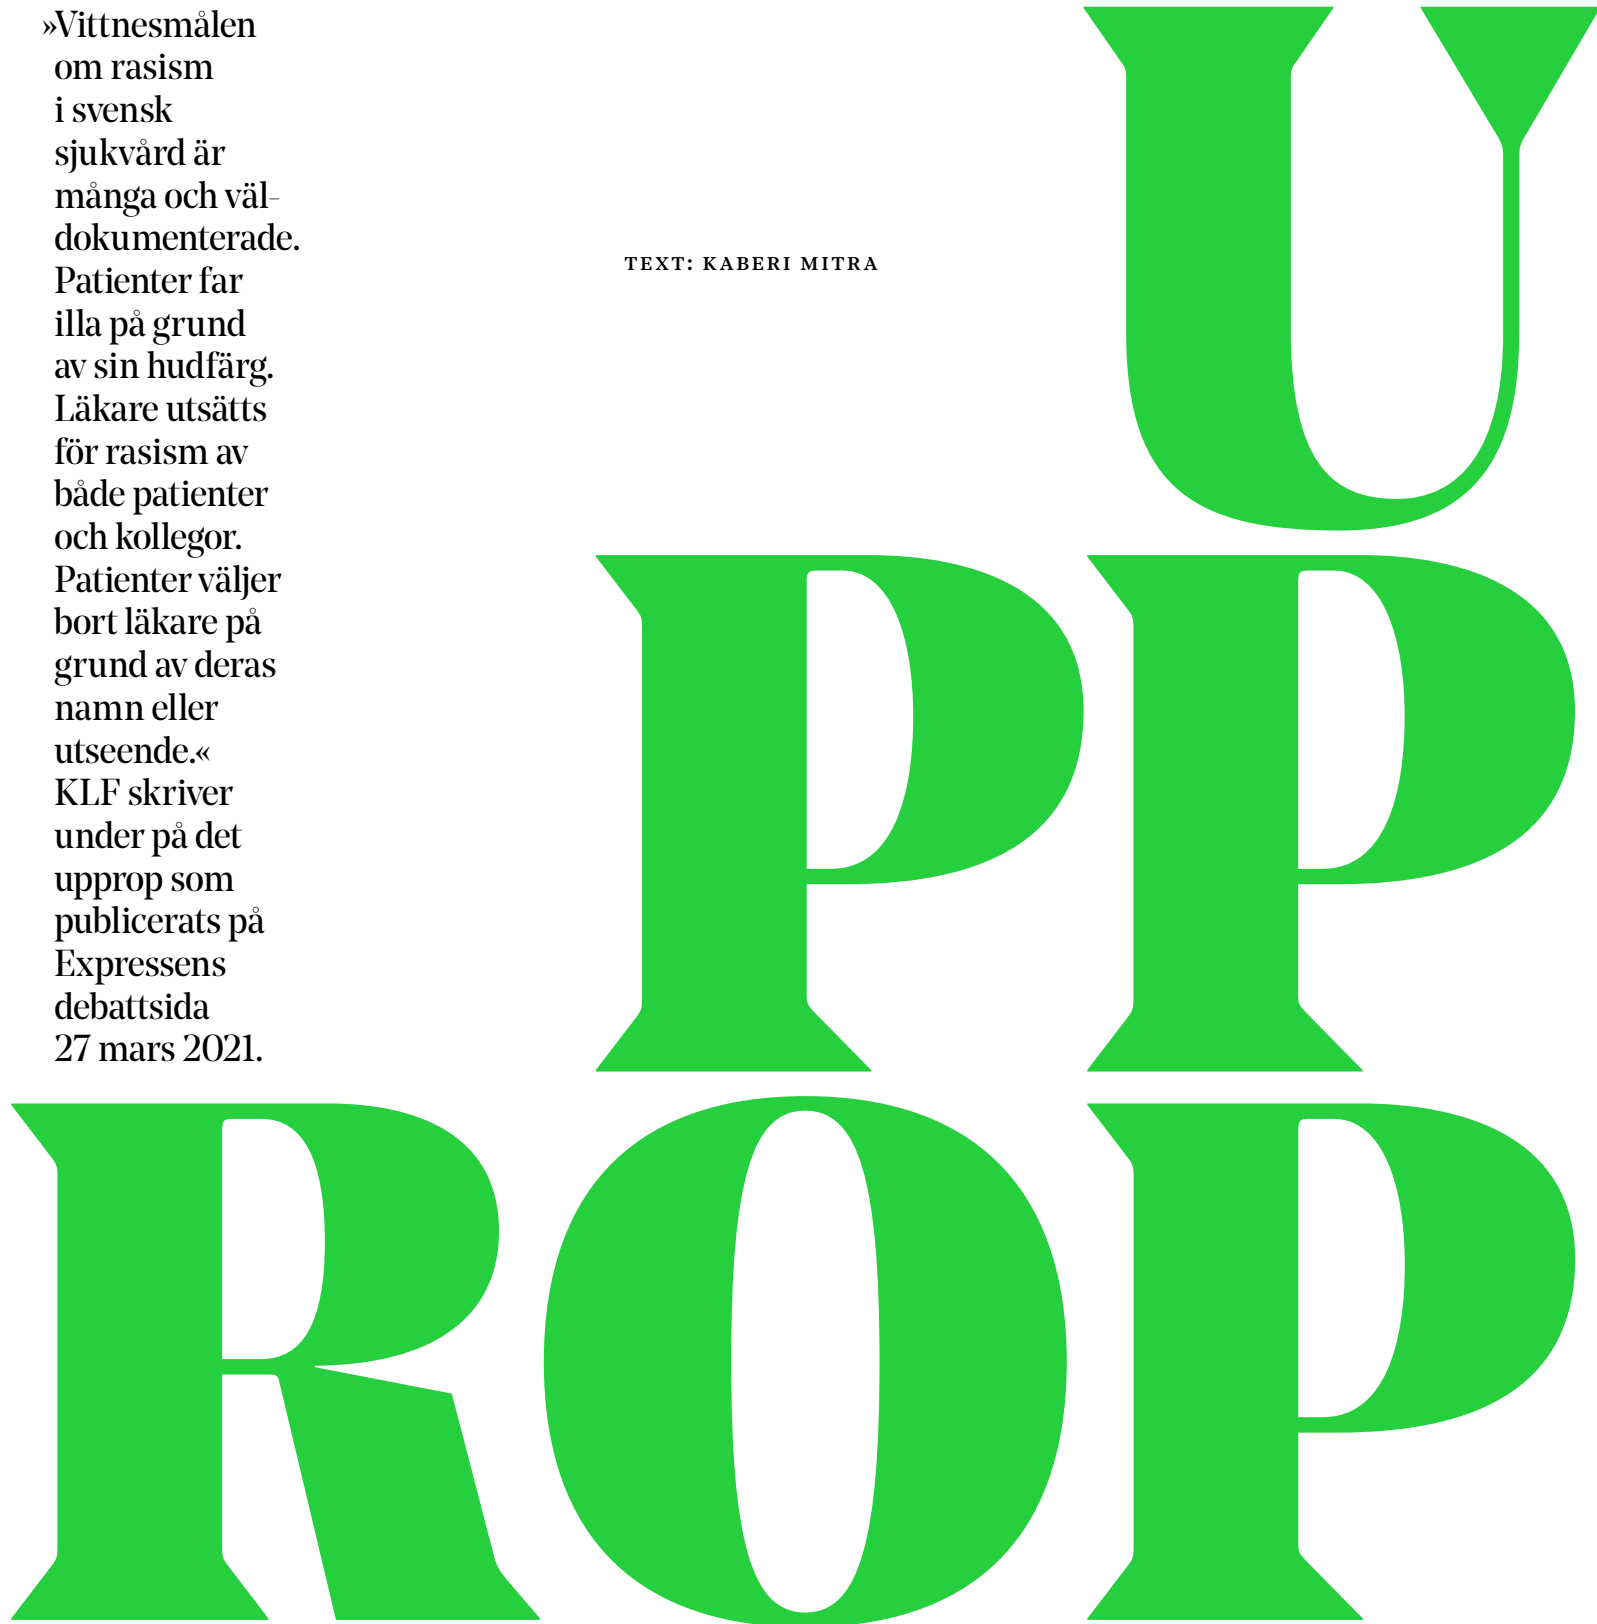 »Vittnesmålen
om rasism
i svensk
sjukvård är
många och väl-
dokumenterade.
Patienter far
illa på grund
av sin hudfärg.
Läkare utsätts
för rasism av
både patienter
och kollegor.
Patienter väljer
bort läkare på
grund av deras
namn eller
utseende.«
KLF skriver
under på det
upprop som
publicerats på
Expressens
debattsida
27 mars 2021.
TEXT: KABERI MITRA
U
PP
ROP